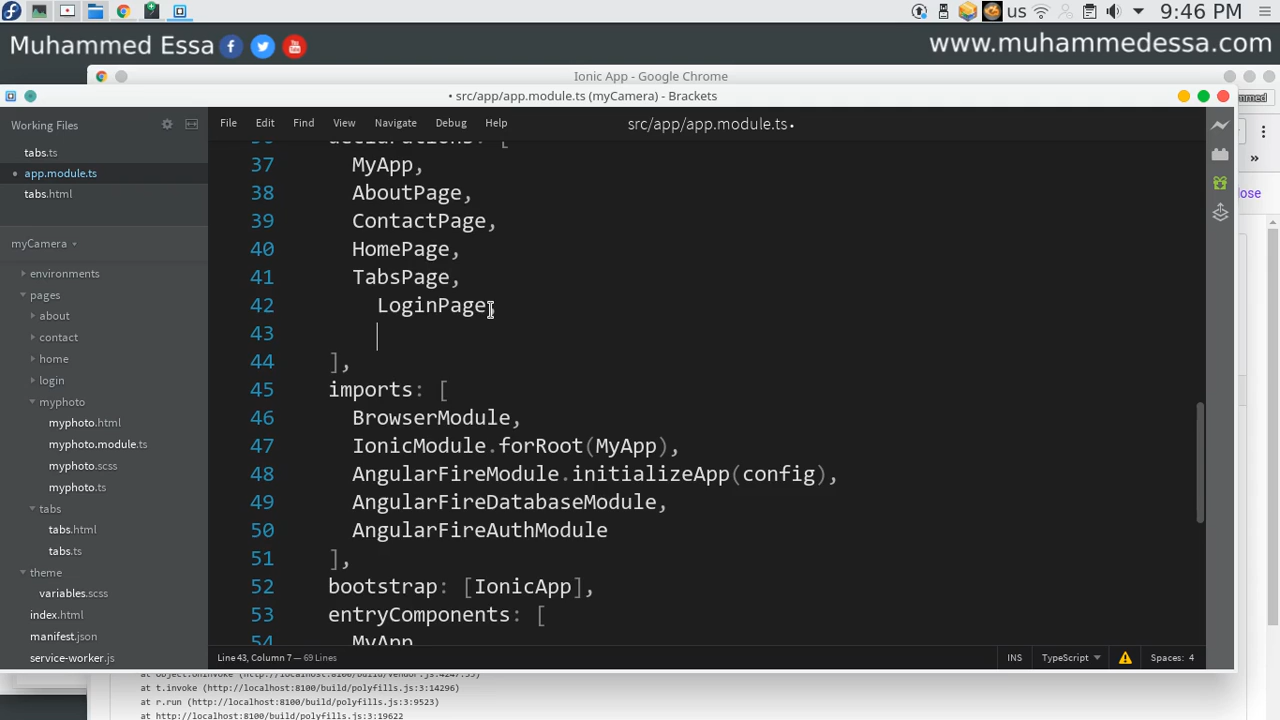 us
9:46 PM
Muhammed Essa
www.muhammedessa.com
Ionic App - Google Chrome
• src/app/app.module.ts (myCamera) - Brackets
Working Files
File Edit Find View Navigate Debug Help
src/app/app.module.ts •
tabs.ts
• app.module.ts
tabs.html
myCamera
environments
pages
about
contact
home
login
myphoto
myphoto.html
myphoto.module.ts
myphoto.scss
myphoto.ts
tabs
tabs.html
tabs.ts
theme
variables.scss
index.html
manifest.json
service-worker.js
36 declarations: [
37 MyApp,
38 AboutPage,
39 ContactPage,
40 HomePage,
41 TabsPage,
42 LoginPage,
43
44 ],
45 imports: [
46 BrowserModule,
47 IonicModule.forRoot(MyApp),
48 AngularFireModule.initializeApp(config),
49 AngularFireDatabaseModule,
50 AngularFireAuthModule
51 ],
52 bootstrap: [IonicApp],
53 entryComponents: [
54 MyApp
Line 43, Column 7 — 69 Lines
INS TypeScript Spaces: 4
at t.invoke (http://localhost:8100/build/polyfills.js:3:14296)
at r.run (http://localhost:8100/build/polyfills.js:3:9523)
at http://localhost:8100/build/polyfills.js:3:19622